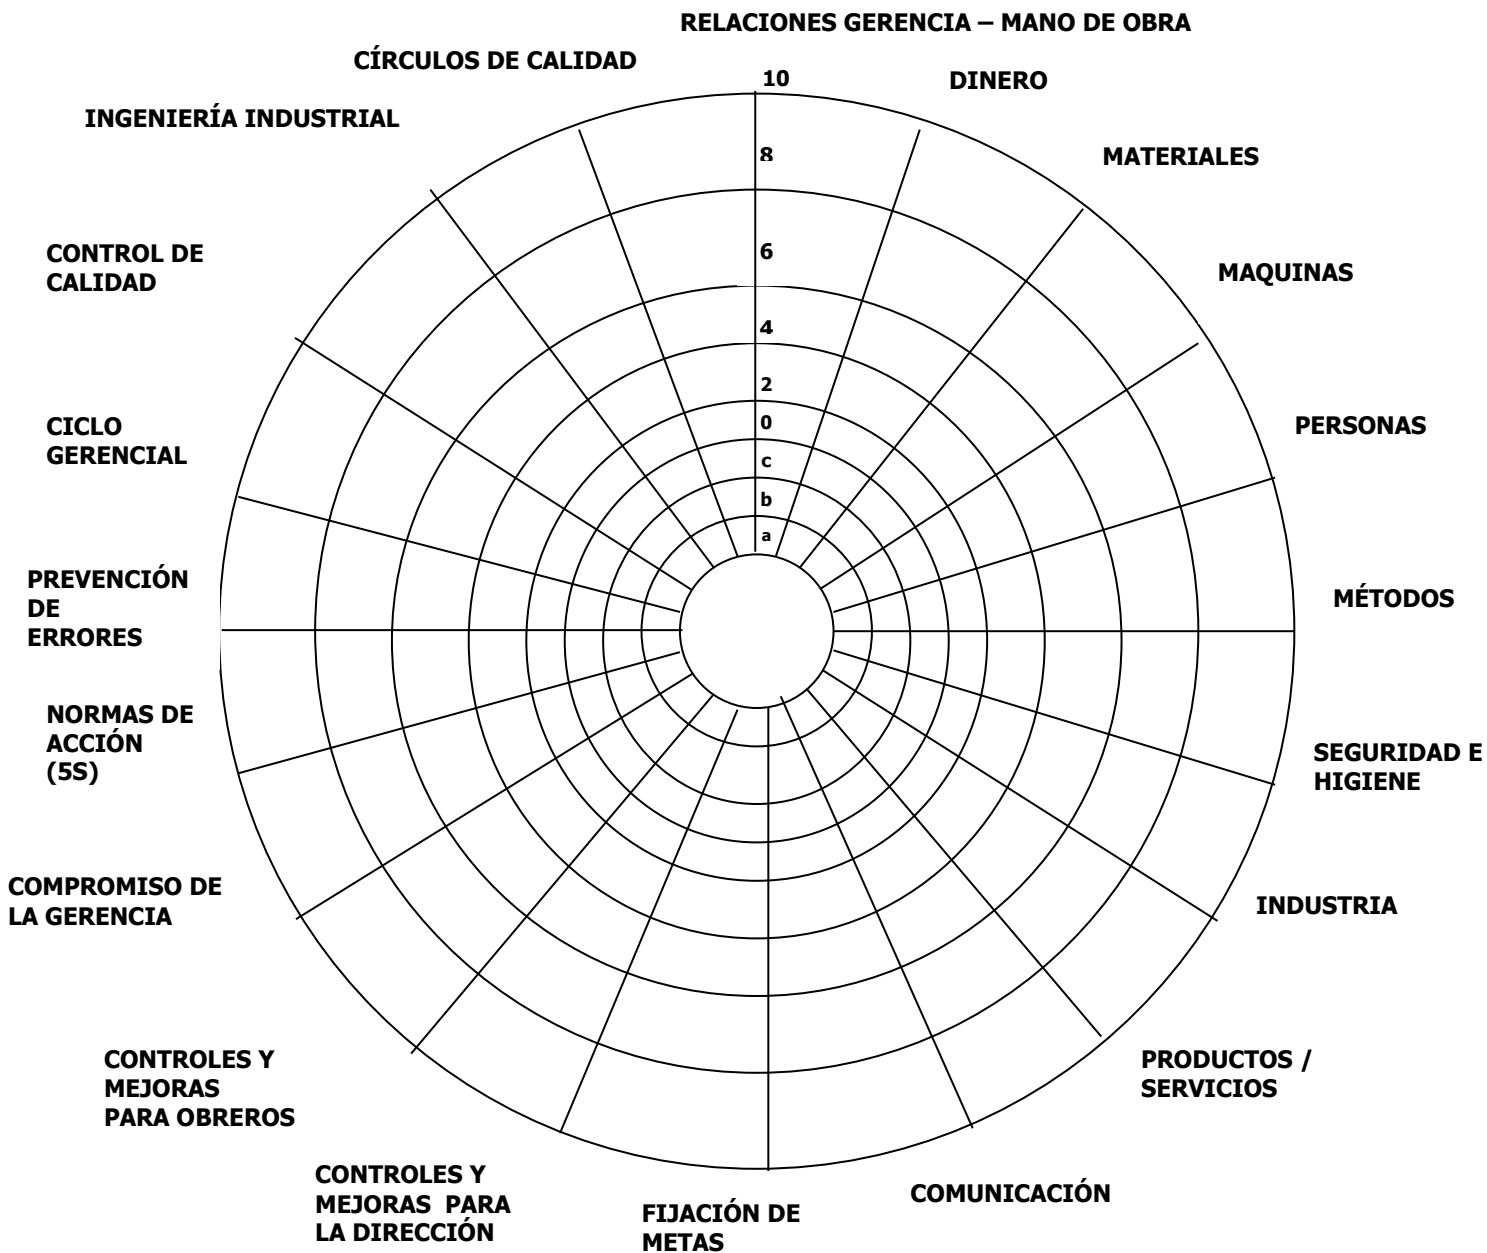 RELACIONES GERENCIA – MANO DE OBRA
CÍRCULOS DE CALIDAD
10
DINERO
INGENIERÍA INDUSTRIAL
8
MATERIALES
CONTROL DE
CALIDAD
6
MAQUINAS
4
2
CICLO
GERENCIAL
0
PERSONAS
c
b
a
PREVENCIÓN
DE
ERRORES
MÉTODOS
NORMAS DE
ACCIÓN
(5S)
SEGURIDAD E
HIGIENE
COMPROMISO DE
LA GERENCIA
INDUSTRIA
CONTROLES Y
MEJORAS
PARA OBREROS
PRODUCTOS /
SERVICIOS
CONTROLES Y
MEJORAS PARA
LA DIRECCIÓN
FIJACIÓN DE
METAS
COMUNICACIÓN